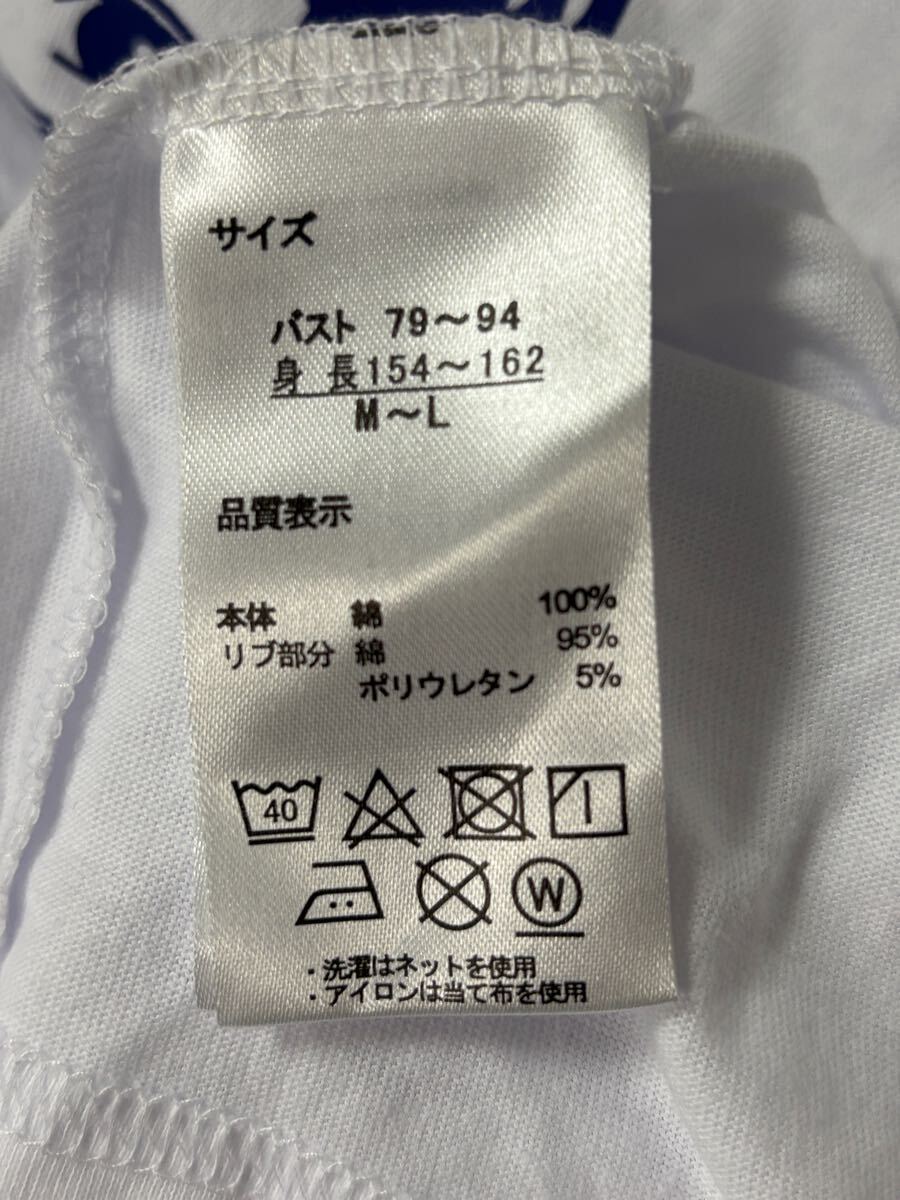 サイズ
バスト 79～94
身長154～162
M～L
品質表示
本体 綿 100%
リブ部分 綿 95%
ポリウレタン 5%
40
W
・洗濯はネットを使用
・アイロンは当て布を使用